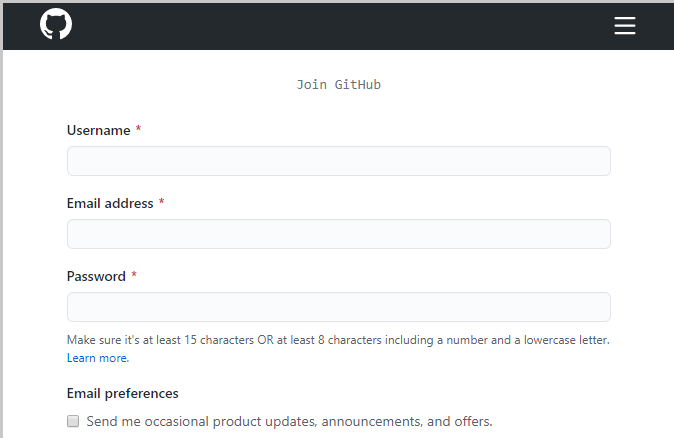 Join GitHub
Username *
Email address *
Password *
Make sure it's at least 15 characters OR at least 8 characters including a number and a lowercase letter.
Learn more.
Email preferences
Send me occasional product updates, announcements, and offers.